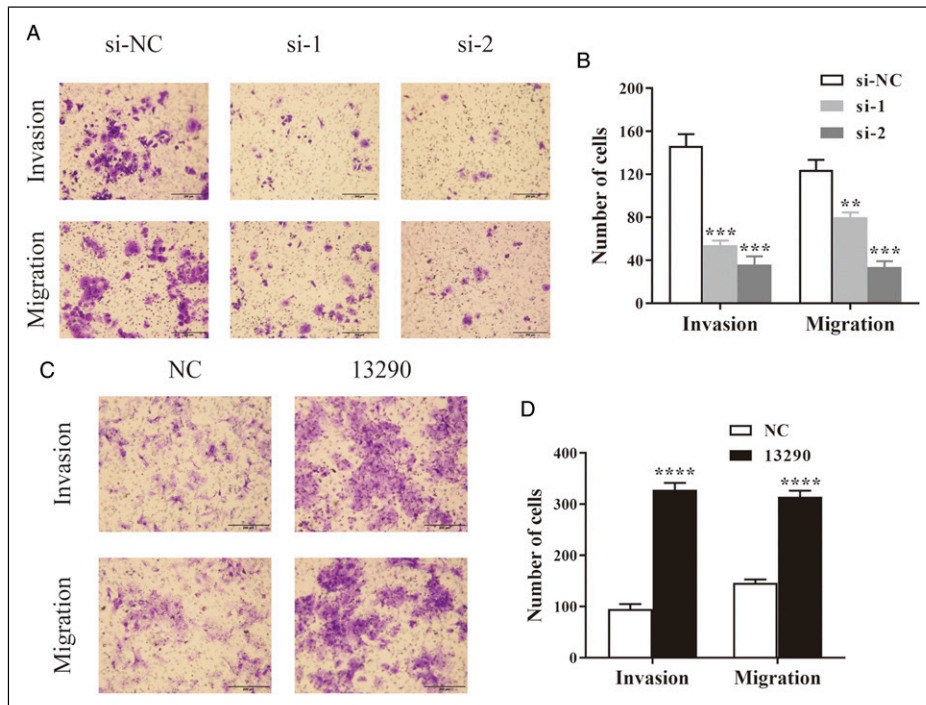 A
si-NC si-1 si-2
Invasion
Migration
B
si-NC
si-1
si-2
Number of cells
200
160
120
80
40
0
*** ***
** ***
Invasion Migration
C
NC 13290
Invasion
Migration
D
NC
13290
Number of cells
400
300
200
100
0
**** ****
Invasion Migration